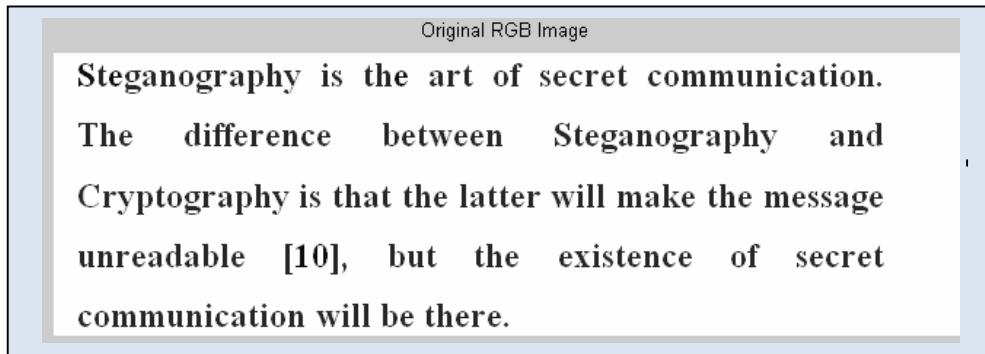 Original RGB Image
Steganography is the art of secret communication.
The difference between Steganography and
Cryptography is that the latter will make the message
unreadable [10], but the existence of secret
communication will be there.